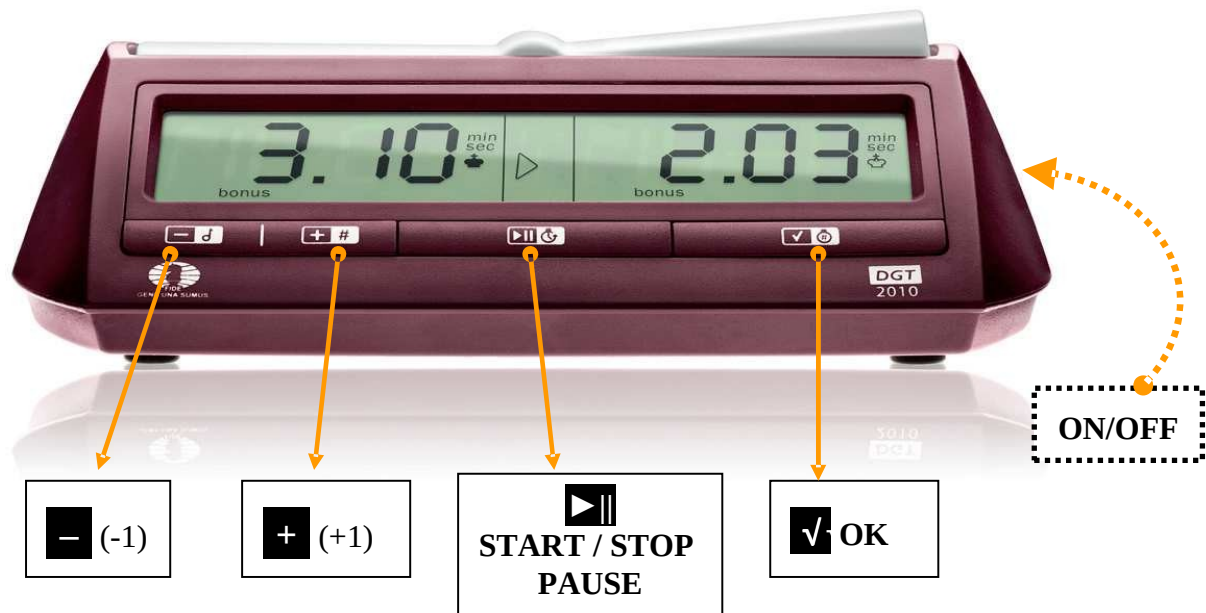 3.10 min sec bonus
2.03 min sec bonus
− | + # ▶|| ✓
FIDE
GENS UNA SUMUS
DGT
2010
ON/OFF
– (-1)
+ (+1)
▶||
START / STOP
PAUSE
√ OK